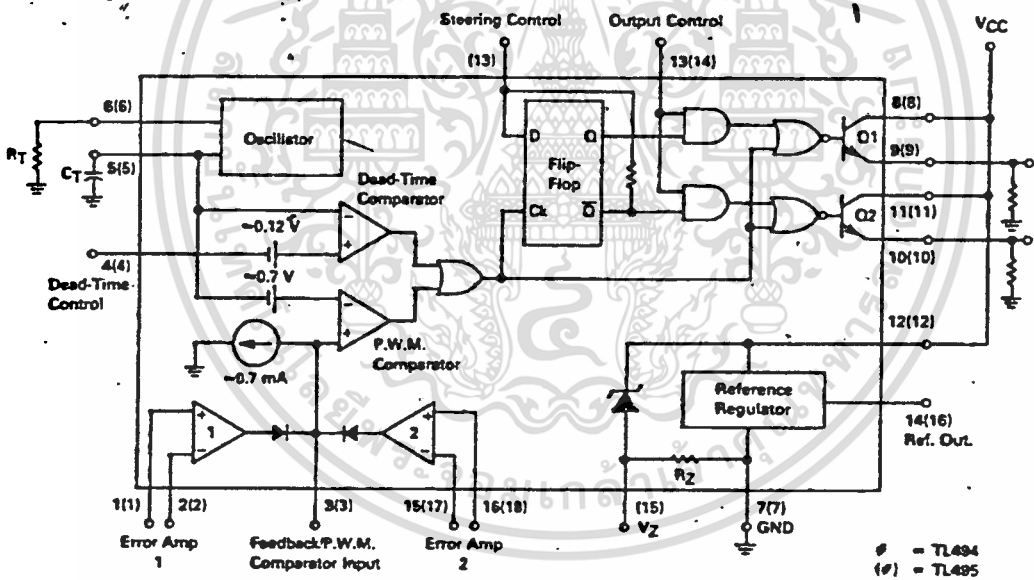 Steering Control
Output Control
VCC
(13)
13(14)
6(6)
8(8)
Oscillator
D
Q
Q1
RT
5(5)
9(9)
CT
Flip-
Flop
Dead-Time
Comparator
11(11)
Ck
Q
Q2
≈0.12 V
-
+
4(4)
10(10)
≈0.7 V
Dead-Time
Control
-
+
12(12)
P.W.M.
Comparator
≈0.7 mA
Reference
Regulator
14(16)
Ref. Out.
+
1
-
+
2
-
RZ
1(1)
2(2)
3(3)
15(17)
16(18)
(15)
7(7)
VZ
GND
Error Amp
1
Feedback/P.W.M.
Comparator Input
Error Amp
2
# = TL494
(#) = TL495